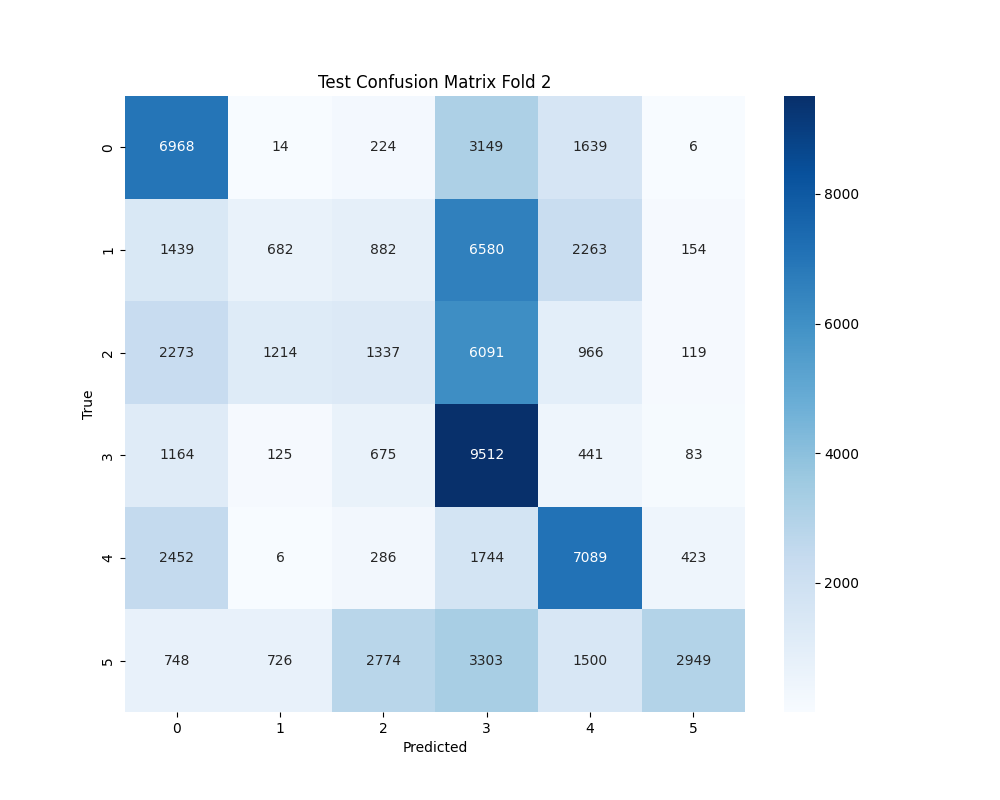 Test Confusion Matrix Fold 2
0 6968 14 224 3149 1639 6
1 1439 682 882 6580 2263 154
2 2273 1214 1337 6091 966 119
3 1164 125 675 9512 441 83
4 2452 6 286 1744 7089 423
5 748 726 2774 3303 1500 2949
0 1 2 3 4 5
Predicted
True
8000
6000
4000
2000